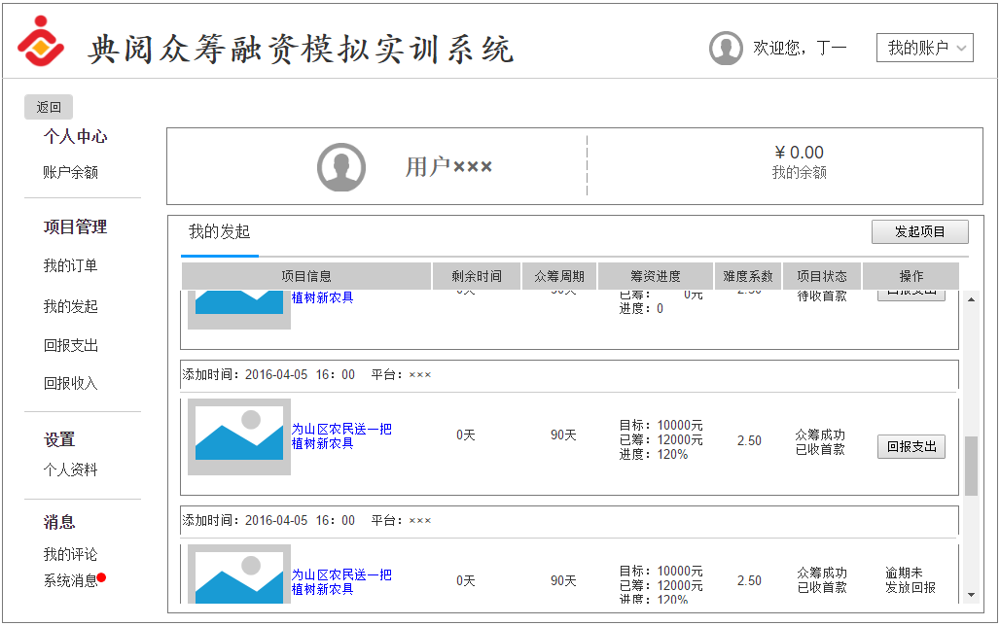 典阅众筹融资模拟实训系统
欢迎您，丁一
我的账户
返回
个人中心
账户余额
项目管理
我的订单
我的发起
回报支出
回报收入
设置
个人资料
消息
我的评论
系统消息
用户×××
¥ 0.00
我的余额
我的发起
发起项目
项目信息 剩余时间 众筹周期 筹资进度 难度系数 项目状态 操作
植树新农具
已筹： 0元
进度：0
待收首款
回报支出
添加时间：2016-04-05 16：00 平台：×××
为山区农民送一把
植树新农具
0天
90天
目标：10000元
已筹：12000元
进度：120%
2.50
众筹成功
已收首款
回报支出
添加时间：2016-04-05 16：00 平台：×××
为山区农民送一把
植树新农具
0天
90天
目标：10000元
已筹：12000元
进度：120%
2.50
众筹成功
已收首款
逾期未
发放回报